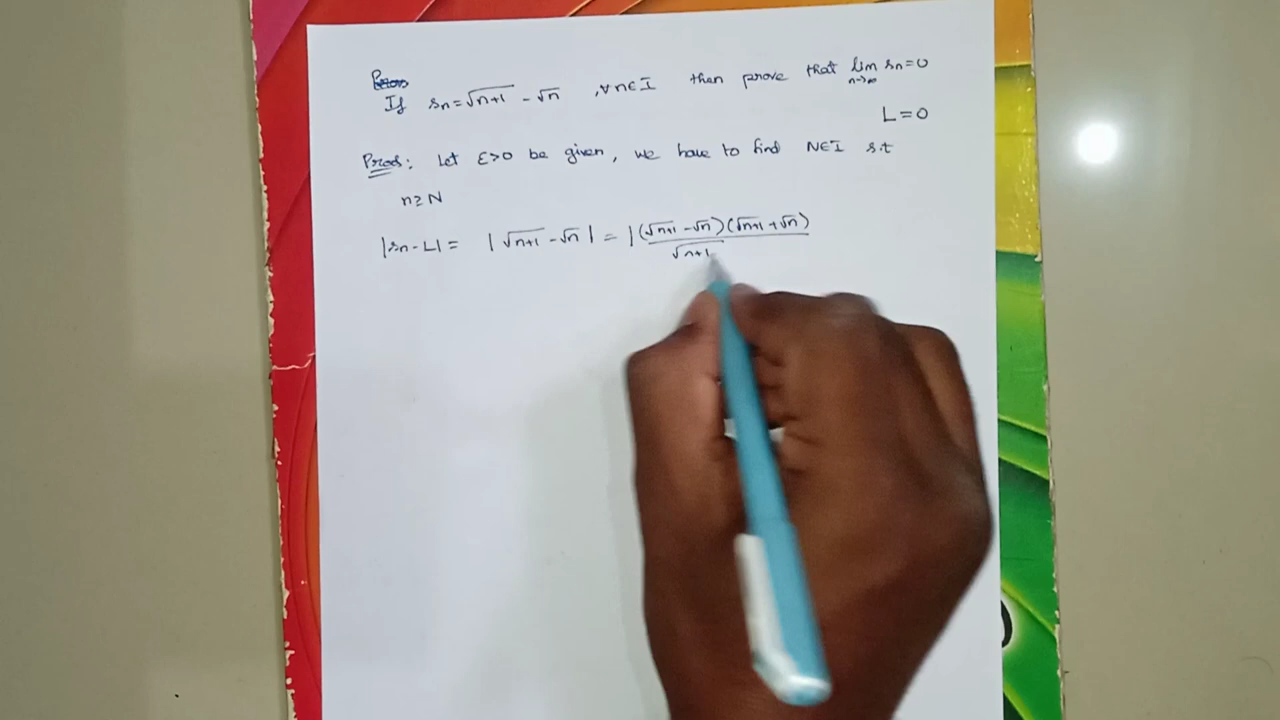 If sn = √n+1 - √n , ∀ n∈I then prove that lim n→∞ sn = 0
L = 0
Proof: Let ε>0 be given, we have to find N∈I s.t
n ≥ N
|sn - L| = | √n+1 - √n | = | (√n+1 - √n)(√n+1 + √n)
√n+1